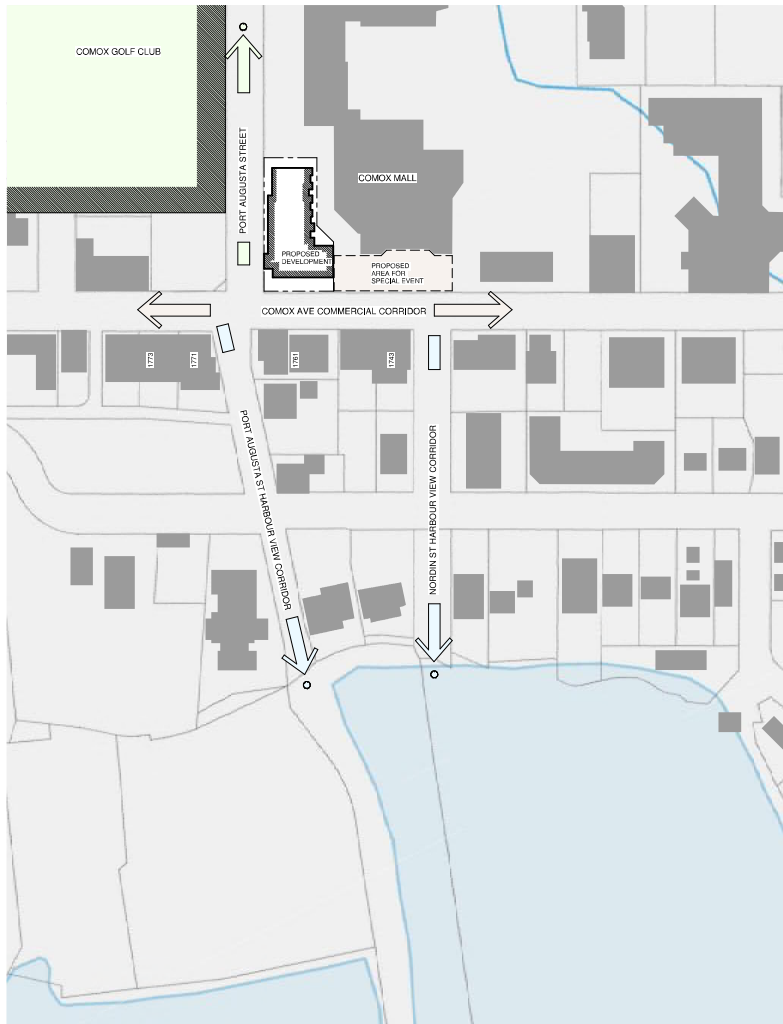 COMOX GOLF CLUB
PORT AUGUSTA STREET
COMOX MALL
PROPOSED
DEVELOPMENT
PROPOSED
AREA FOR
SPECIAL EVENT
COMOX AVE COMMERCIAL CORRIDOR
1773
1771
1761
1743
PORT AUGUSTA ST HARBOUR VIEW CORRIDOR
NORDIN ST HARBOUR VIEW CORRIDOR